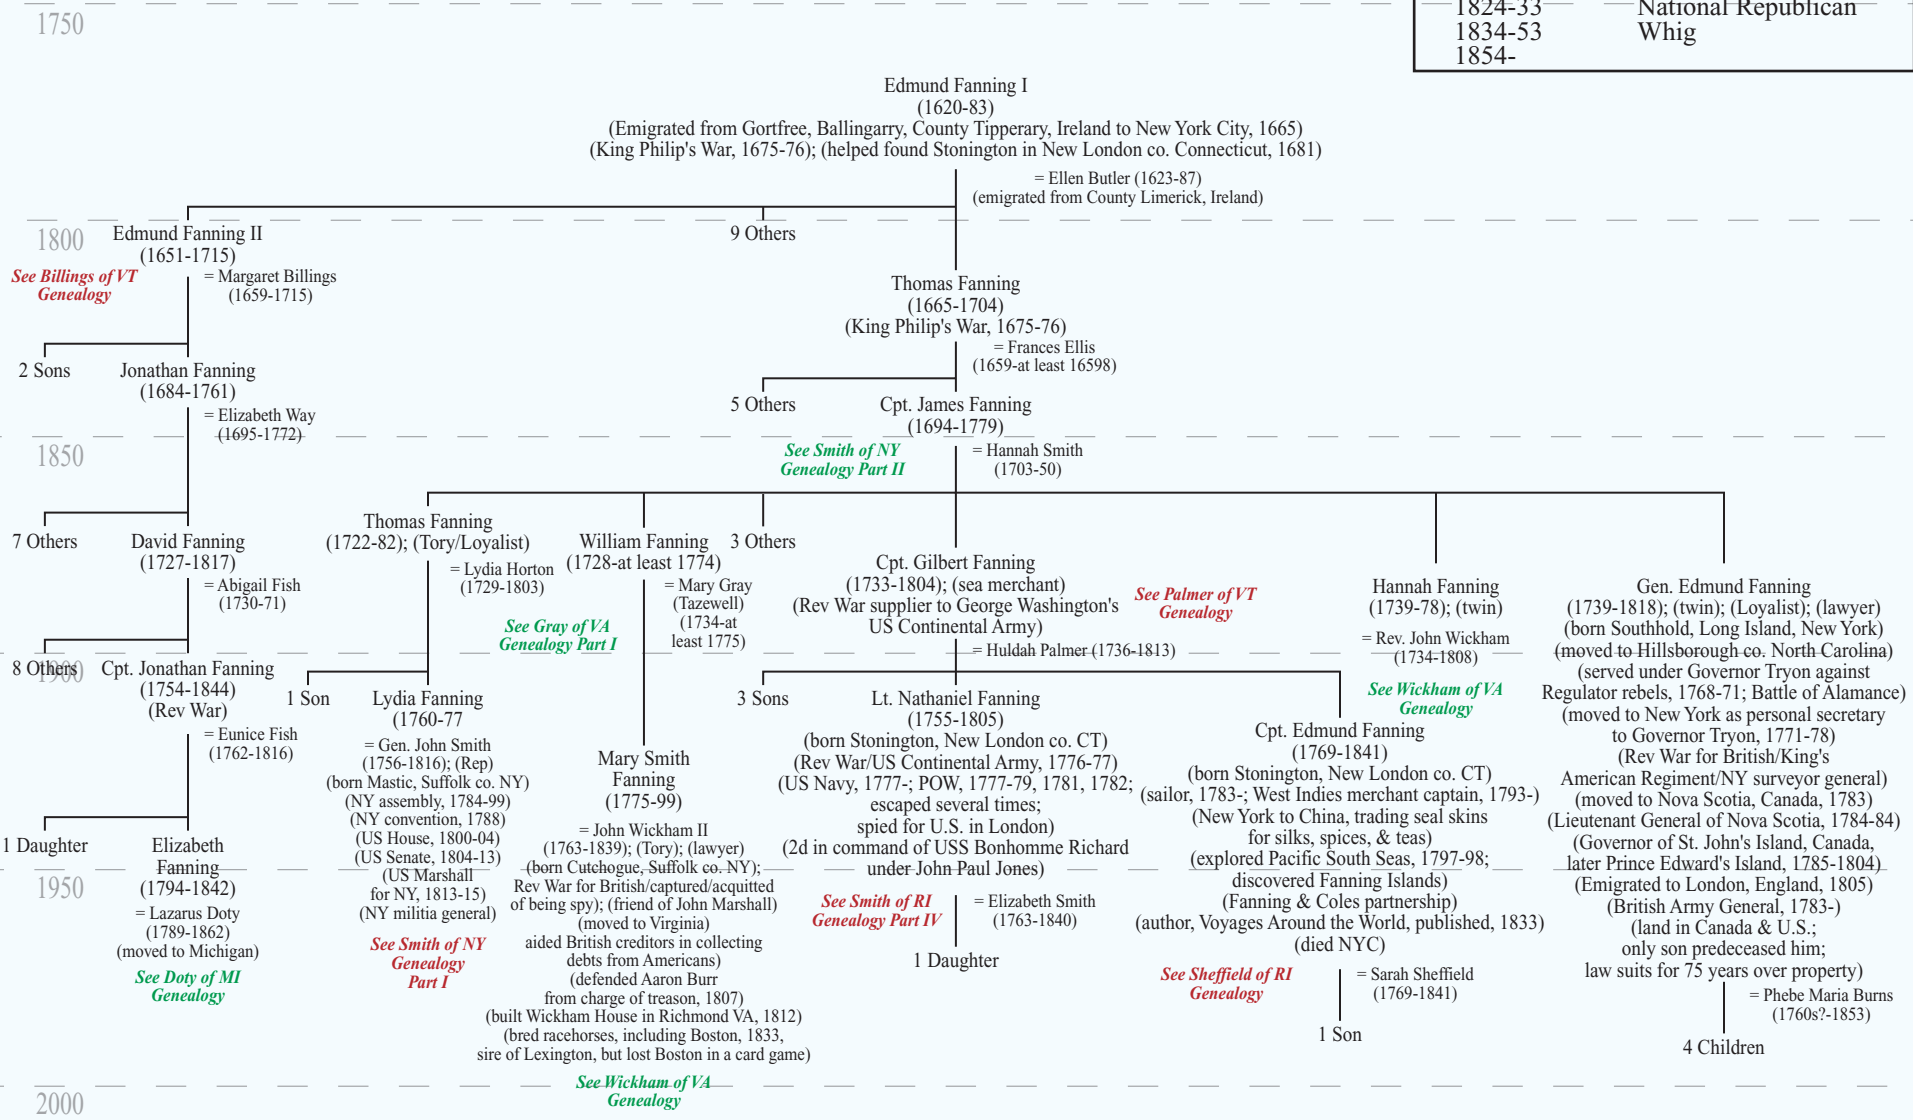 1750
1824-33 National Republican
1834-53 Whig
1854-
Edmund Fanning I
(1620-83)
(Emigrated from Gortfree, Ballingarry, County Tipperary, Ireland to New York City, 1665)
(King Philip's War, 1675-76); (helped found Stonington in New London co. Connecticut, 1681)
= Ellen Butler (1623-87)
(emigrated from County Limerick, Ireland)
1800
Edmund Fanning II
(1651-1715)
See Billings of VT
Genealogy
= Margaret Billings
(1659-1715)
9 Others
Thomas Fanning
(1665-1704)
(King Philip's War, 1675-76)
= Frances Ellis
(1659-at least 16598)
2 Sons
Jonathan Fanning
(1684-1761)
= Elizabeth Way
(1695-1772)
5 Others
Cpt. James Fanning
(1694-1779)
1850
See Smith of NY
Genealogy Part II
= Hannah Smith
(1703-50)
7 Others
David Fanning
(1727-1817)
= Abigail Fish
(1730-71)
Thomas Fanning
(1722-82); (Tory/Loyalist)
= Lydia Horton
(1729-1803)
William Fanning
(1728-at least 1774)
= Mary Gray
(Tazewell)
(1734-at
least 1775)
See Gray of VA
Genealogy Part I
3 Others
Cpt. Gilbert Fanning
(1733-1804); (sea merchant)
(Rev War supplier to George Washington's
US Continental Army)
= Huldah Palmer (1736-1813)
See Palmer of VT
Genealogy
Hannah Fanning
(1739-78); (twin)
= Rev. John Wickham
(1734-1808)
See Wickham of VA
Genealogy
Gen. Edmund Fanning
(1739-1818); (twin); (Loyalist); (lawyer)
(born Southhold, Long Island, New York)
(moved to Hillsborough co. North Carolina)
(served under Governor Tryon against
Regulator rebels, 1768-71; Battle of Alamance)
(moved to New York as personal secretary
to Governor Tryon, 1771-78)
(Rev War for British/King's
American Regiment/NY surveyor general)
(moved to Nova Scotia, Canada, 1783)
(Lieutenant General of Nova Scotia, 1784-84)
(Governor of St. John's Island, Canada,
later Prince Edward's Island, 1785-1804)
(Emigrated to London, England, 1805)
(British Army General, 1783-)
(land in Canada & U.S.;
only son predeceased him;
law suits for 75 years over property)
= Phebe Maria Burns
(1760s?-1853)
4 Children
1900
8 Others
Cpt. Jonathan Fanning
(1754-1844)
(Rev War)
= Eunice Fish
(1762-1816)
1 Son
Lydia Fanning
(1760-77
= Gen. John Smith
(1756-1816); (Rep)
(born Mastic, Suffolk co. NY)
(NY assembly, 1784-99)
(NY convention, 1788)
(US House, 1800-04)
(US Senate, 1804-13)
(US Marshall
for NY, 1813-15)
(NY militia general)
See Smith of NY
Genealogy
Part I
Mary Smith
Fanning
(1775-99)
= John Wickham II
(1763-1839); (Tory); (lawyer)
(born Cutchogue, Suffolk co. NY);
Rev War for British/captured/acquitted
of being spy); (friend of John Marshall)
(moved to Virginia)
aided British creditors in collecting
debts from Americans)
(defended Aaron Burr
from charge of treason, 1807)
(built Wickham House in Richmond VA, 1812)
(bred racehorses, including Boston, 1833,
sire of Lexington, but lost Boston in a card game)
See Wickham of VA
Genealogy
3 Sons
Lt. Nathaniel Fanning
(1755-1805)
(born Stonington, New London co. CT)
(Rev War/US Continental Army, 1776-77)
(US Navy, 1777-; POW, 1777-79, 1781, 1782;
escaped several times;
spied for U.S. in London)
(2d in command of USS Bonhomme Richard
under John Paul Jones)
See Smith of RI
Genealogy Part IV
= Elizabeth Smith
(1763-1840)
1 Daughter
Cpt. Edmund Fanning
(1769-1841)
(born Stonington, New London co. CT)
(sailor, 1783-; West Indies merchant captain, 1793-)
(New York to China, trading seal skins
for silks, spices, & teas)
(explored Pacific South Seas, 1797-98;
discovered Fanning Islands)
(Fanning & Coles partnership)
(author, Voyages Around the World, published, 1833)
(died NYC)
See Sheffield of RI
Genealogy
= Sarah Sheffield
(1769-1841)
1 Son
1 Daughter
Elizabeth
Fanning
(1794-1842)
= Lazarus Doty
(1789-1862)
(moved to Michigan)
See Doty of MI
Genealogy
1950
2000